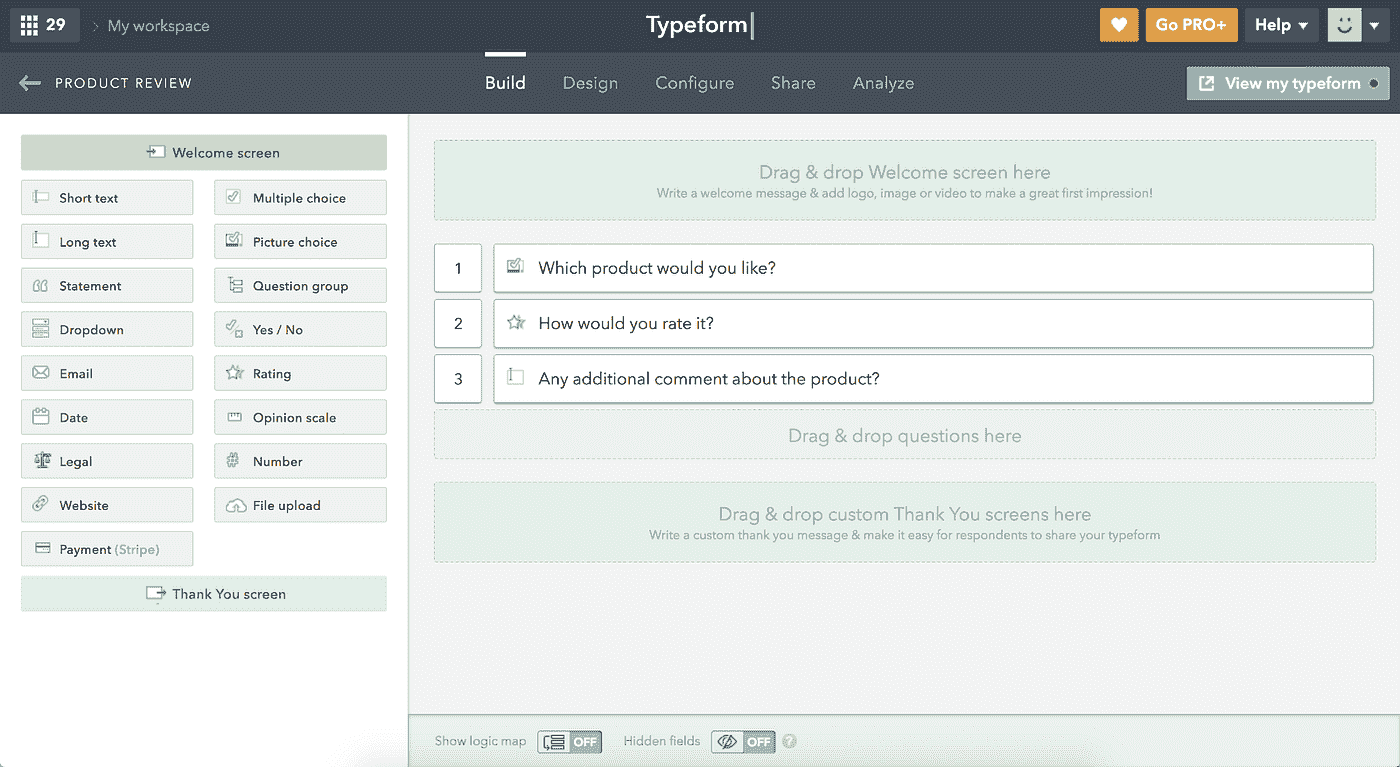 29
My workspace
Typeform
Go PRO+
Help
PRODUCT REVIEW
Build
Design
Configure
Share
Analyze
View my typeform
Welcome screen
Short text
Multiple choice
Long text
Picture choice
Statement
Question group
Dropdown
Yes / No
Email
Rating
Date
Opinion scale
Legal
Number
Website
File upload
Payment (Stripe)
Thank You screen
Drag & drop Welcome screen here
Write a welcome message & add logo, image or video to make a great first impression!
1 Which product would you like?
2 How would you rate it?
3 Any additional comment about the product?
Drag & drop questions here
Drag & drop custom Thank You screens here
Write a custom thank you message & make it easy for respondents to share your typeform
Show logic map OFF Hidden fields OFF ?